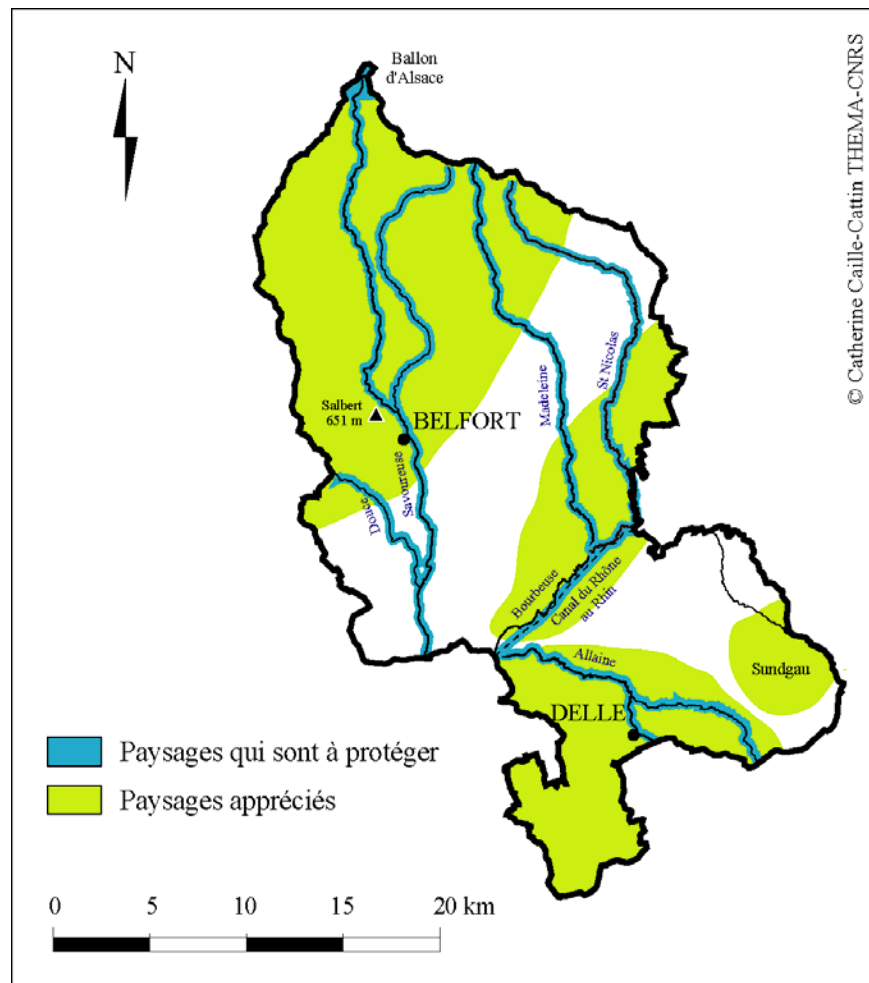 N
Ballon
d'Alsace
© Catherine Caille-Cattin THEMA-CNRS
St Nicolas
Madeleine
Salbert
651 m
BELFORT
Savoureuse
Douce
Bourbeuse
Canal du Rhône
au Rhin
Allaine
Sundgau
DELLE
Paysages qui sont à protéger
Paysages appréciés
0 5 10 15 20 km